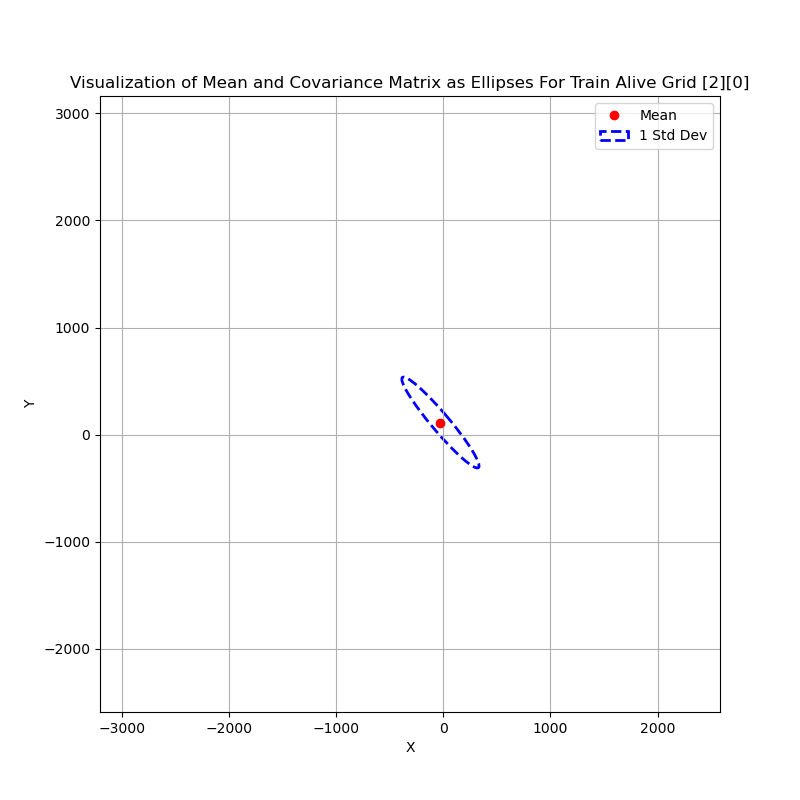 Visualization of Mean and Covariance Matrix as Ellipses For Train Alive Grid [2][0]
Mean
1 Std Dev
3000
2000
1000
0
−1000
−2000
Y
−3000
−2000
−1000
0
1000
2000
X